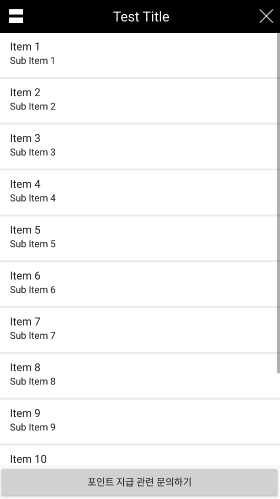 Test Title
Item 1
Sub Item 1
Item 2
Sub Item 2
Item 3
Sub Item 3
Item 4
Sub Item 4
Item 5
Sub Item 5
Item 6
Sub Item 6
Item 7
Sub Item 7
Item 8
Sub Item 8
Item 9
Sub Item 9
Item 10
포인트 지급 관련 문의하기